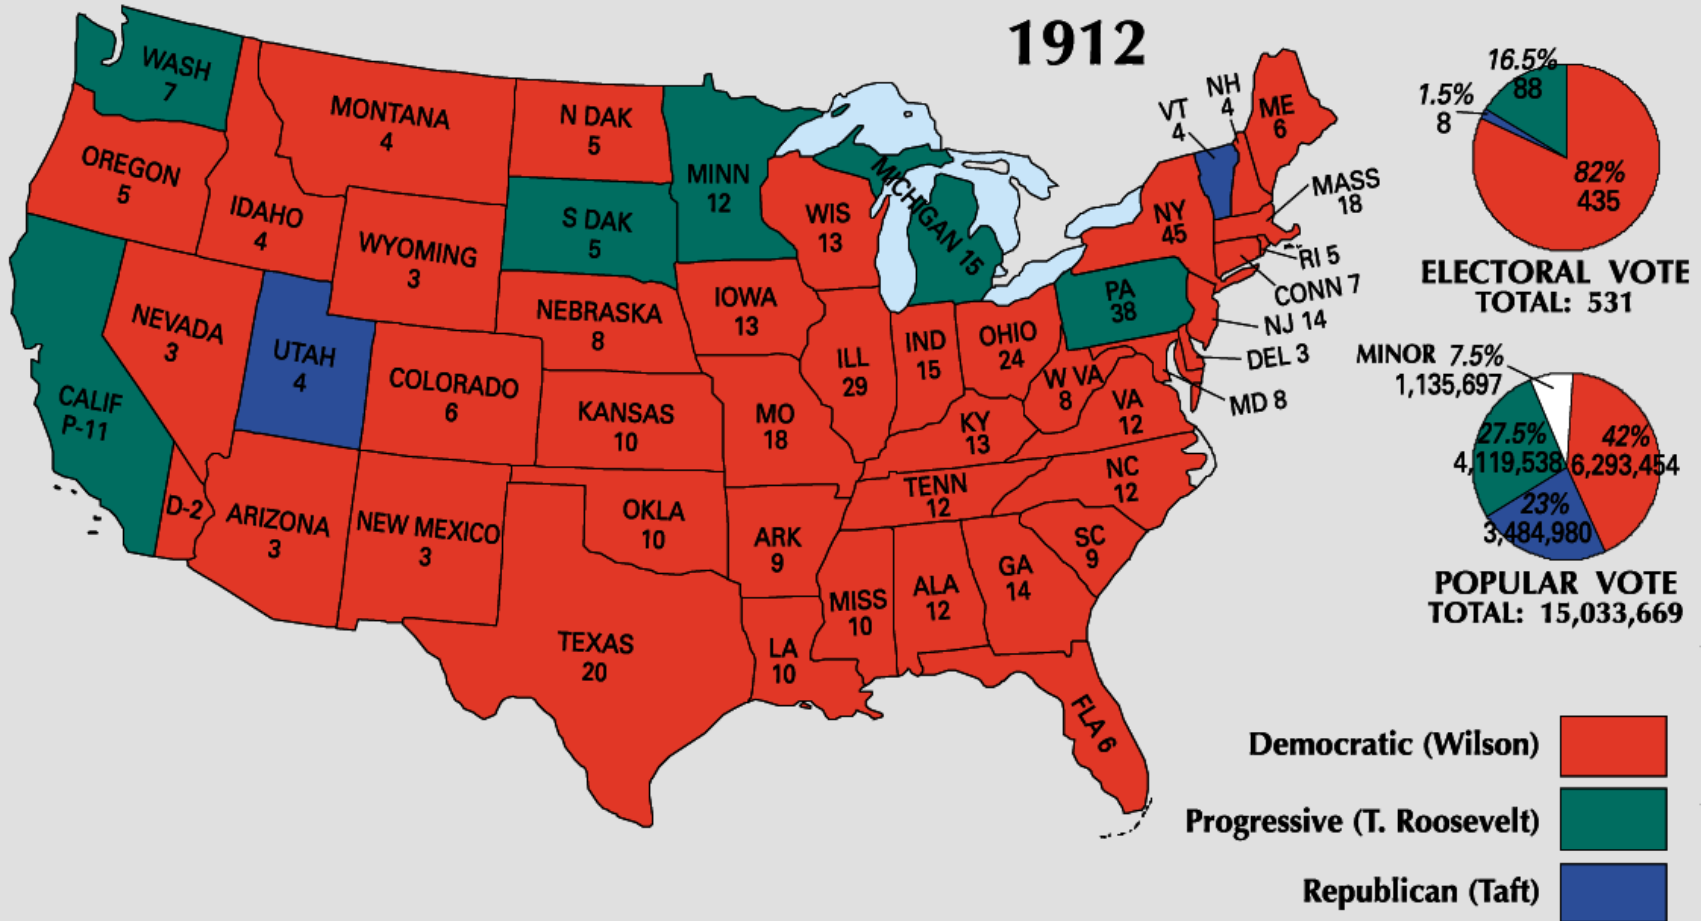 1912
WASH
7
OREGON
5
CALIF
P-11
D-2
IDAHO
4
NEVADA
3
MONTANA
4
WYOMING
3
UTAH
4
COLORADO
6
ARIZONA
3
NEW MEXICO
3
N DAK
5
S DAK
5
NEBRASKA
8
KANSAS
10
OKLA
10
TEXAS
20
MINN
12
IOWA
13
MO
18
ARK
9
LA
10
WIS
13
ILL
29
MICHIGAN 15
IND
15
OHIO
24
KY
13
TENN
12
MISS
10
ALA
12
GA
14
FLA 6
SC
9
NC
12
VA
12
W VA
8
PA
38
NY
45
VT
4
NH
4
ME
6
MASS
18
RI 5
CONN 7
NJ 14
DEL 3
MD 8
16.5%
88
1.5%
8
82%
435
ELECTORAL VOTE
TOTAL: 531
MINOR 7.5%
1,135,697
27.5%
4,119,538
42%
6,293,454
23%
3,484,980
POPULAR VOTE
TOTAL: 15,033,669
Democratic (Wilson)
Progressive (T. Roosevelt)
Republican (Taft)